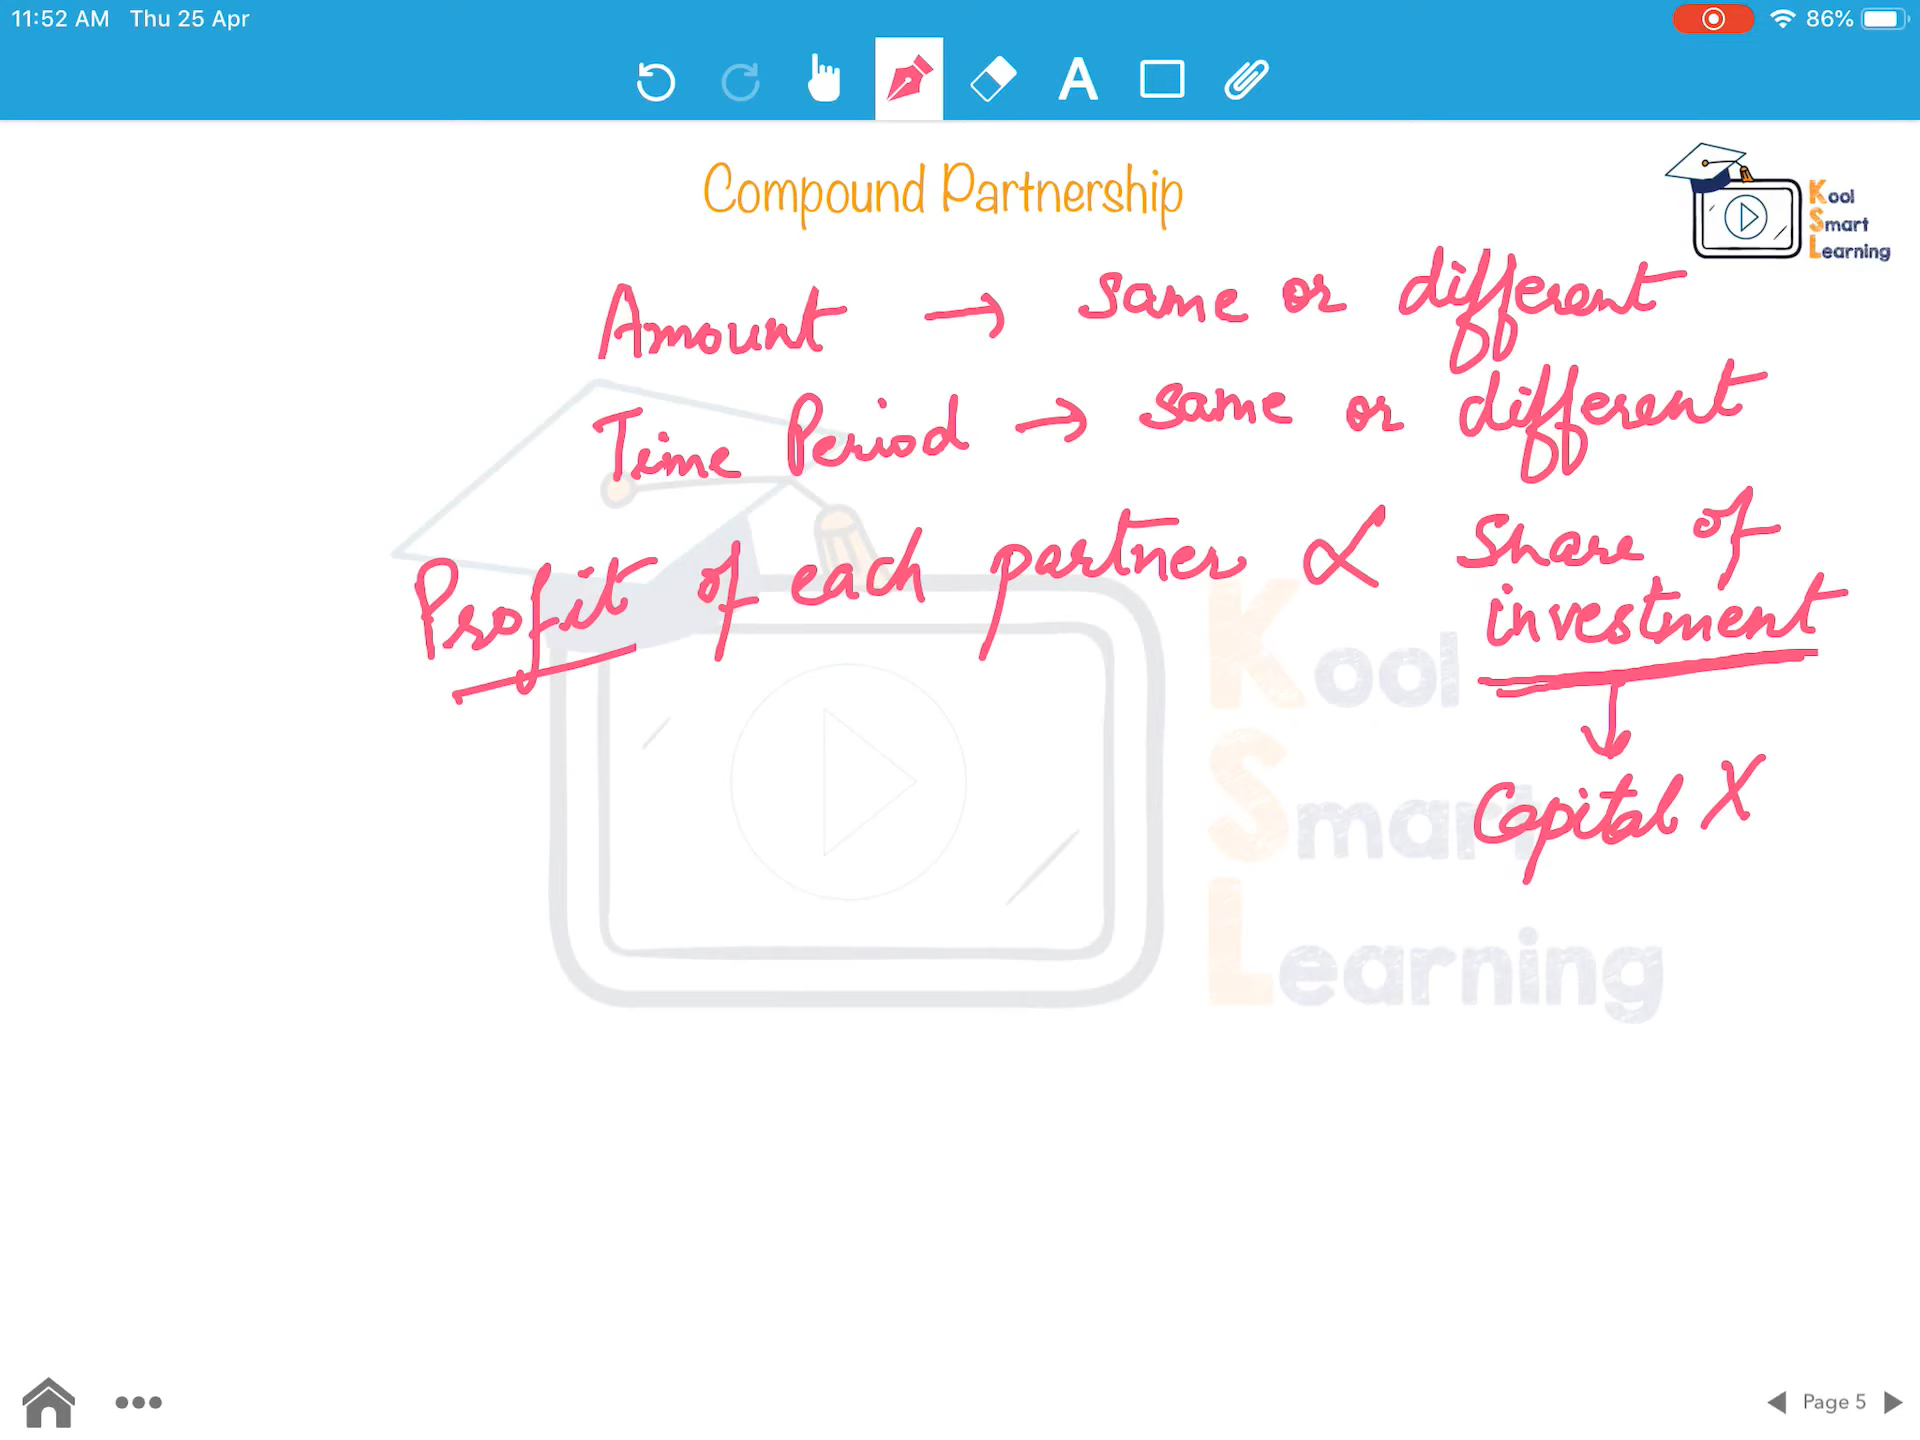 11:52 AM Thu 25 Apr 86%
A
Compound Partnership
Kool
Smart
Learning
Amount → same or different
Time Period → same or different
Profit of each partner ∝ share of
investment
↓
Capital X
Kool
Smart
Learning
Page 5